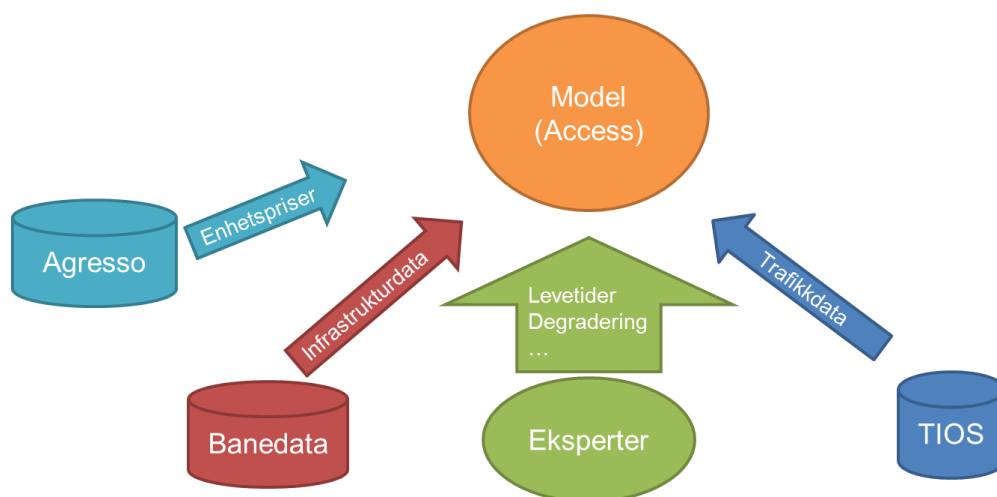 Model
(Access)
Enhetspriser
Agresso
Infrastrukturdata
Levetider
Degradering
...
Trafikkdata
Banedata
Eksperter
TIOS